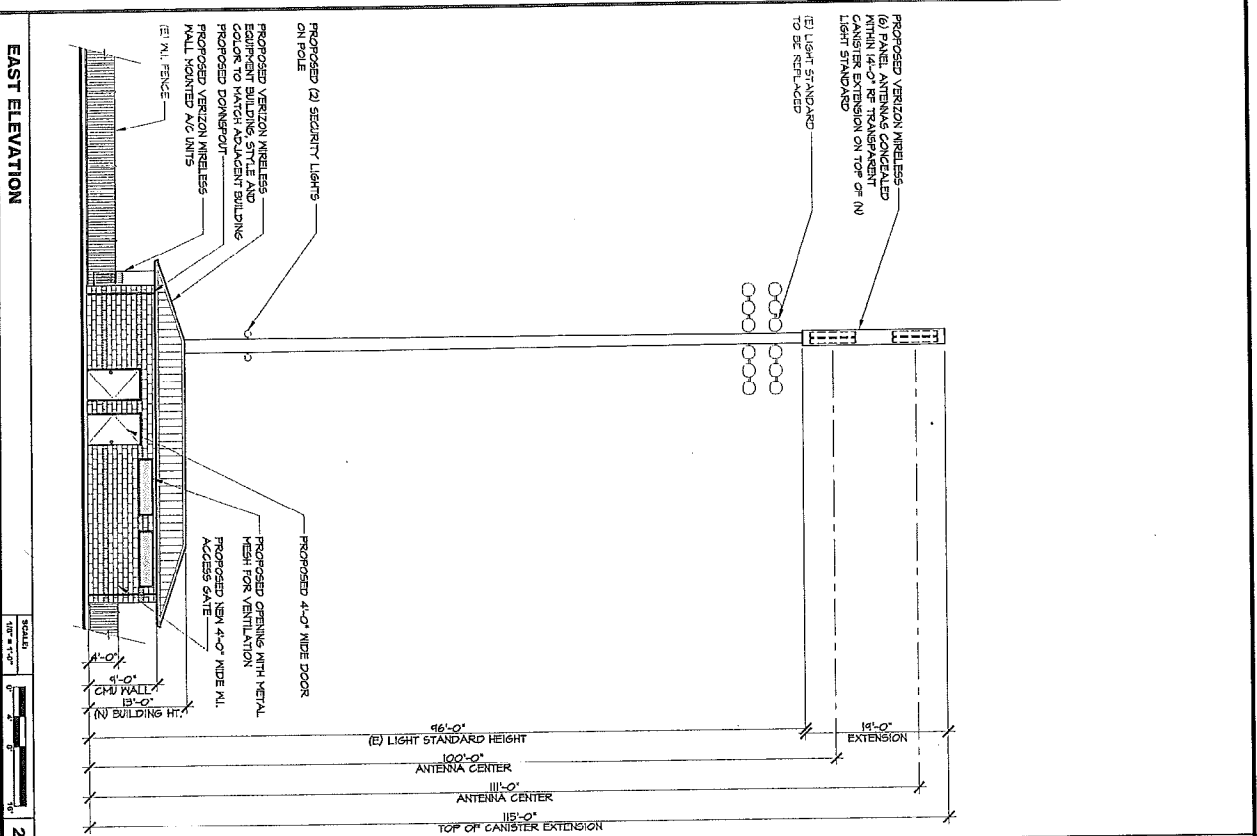 PROPOSED VERIZON WIRELESS
(6) PANEL ANTENNAS CONCEALED
WITHIN 14'-0" RF TRANSPARENT
CANISTER EXTENSION ON TOP OF (N)
LIGHT STANDARD
(E) LIGHT STANDARD
TO BE REPLACED
PROPOSED (2) SECURITY LIGHTS
ON POLE
PROPOSED VERIZON WIRELESS
EQUIPMENT BUILDING, STYLE AND
COLOR TO MATCH ADJACENT BUILDING
PROPOSED DOWNSPOUT
PROPOSED VERIZON WIRELESS
WALL MOUNTED A/C UNITS
(E) W.I. FENCE
PROPOSED 4'-0" WIDE DOOR
PROPOSED OPENING WITH METAL
MESH FOR VENTILATION
PROPOSED NEW 4'-0" WIDE W.I.
ACCESS GATE
19'-0"
EXTENSION
96'-0"
(E) LIGHT STANDARD HEIGHT
100'-0"
ANTENNA CENTER
111'-0"
ANTENNA CENTER
115'-0"
TOP OF CANISTER EXTENSION
4'-0"
9'-0"
CMU WALL
13'-0"
(N) BUILDING HT.
EAST ELEVATION
SCALE:
1/8" = 1'-0"
0' 4' 8' 16'
2